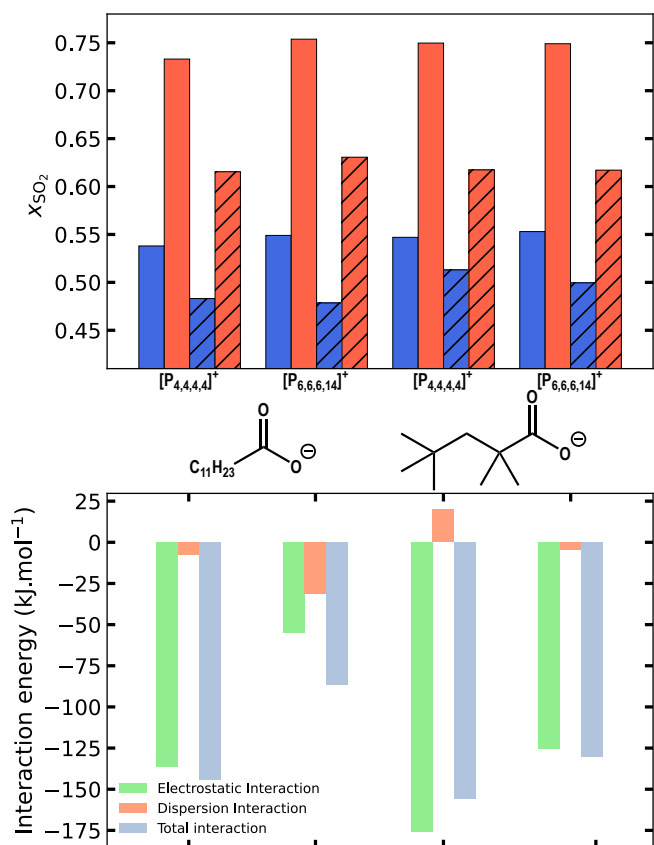 0.75
0.70
0.65
0.60
0.55
0.50
0.45
x_SO₂
[P₄,₄,₄,₄]⁺ [P₆,₆,₆,₁₄]⁺ [P₄,₄,₄,₄]⁺ [P₆,₆,₆,₁₄]⁺
O O
C₁₁H₂₃ O⊖ O⊖
25
0
−25
−50
−75
−100
−125
−150
−175
Interaction energy (kJ.mol⁻¹)
Electrostatic Interaction
Dispersion Interaction
Total interaction